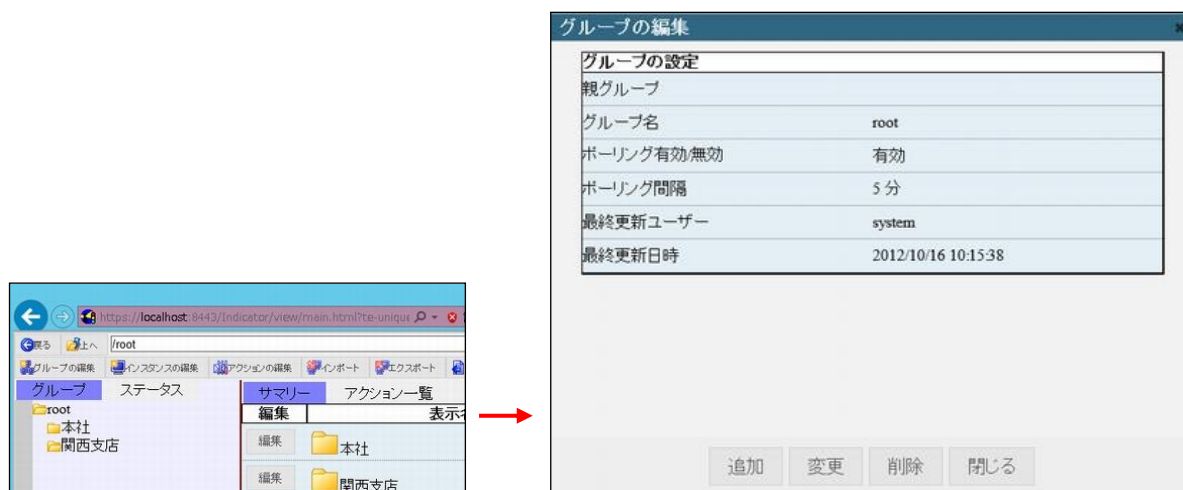 グループの編集
グループの設定
親グループ
グループ名 root
ポーリング有効/無効 有効
ポーリング間隔 5 分
最終更新ユーザー system
最終更新日時 2012/10/16 10:15:38
追加 変更 削除 閉じる
https://localhost:8443/Indicator/view/main.html?te-unique
戻る 上へ /root
グループの編集 インスタンスの編集 アクションの編集 インポート エクスポート
グループ ステータス サマリー アクション一覧
root 編集 表示
本社
関西支店
編集 本社
編集 関西支店